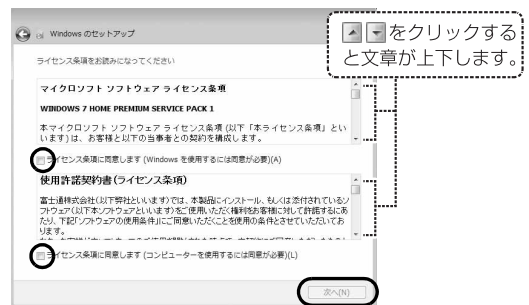 Windows のセットアップ
▲▼をクリックする
と文章が上下します。
ライセンス条項をお読みになってください
マイクロソフト ソフトウェア ライセンス条項
WINDOWS 7 HOME PREMIUM SERVICE PACK 1
本マイクロソフト ソフトウェア ライセンス条項 (以下「本ライセンス条項」とい
います) は、お客様と以下の当事者との契約を構成します。
ライセンス条項に同意します (Windows を使用するには同意が必要)(A)
使用許諾契約書(ライセンス条項)
富士通株式会社(以下弊社といいます)では、本製品にインストール、もしくは添付されているソ
フトウェア(以下本ソフトウェアといいます)をご使用いただく権利をお客様に対して許諾するにあ
たり、下記「ソフトウェアの使用条件」にご同意いただくことを使用の条件とさせていただいてお
ります。
ライセンス条項に同意します (コンピューターを使用するには同意が必要)(L)
次へ(N)